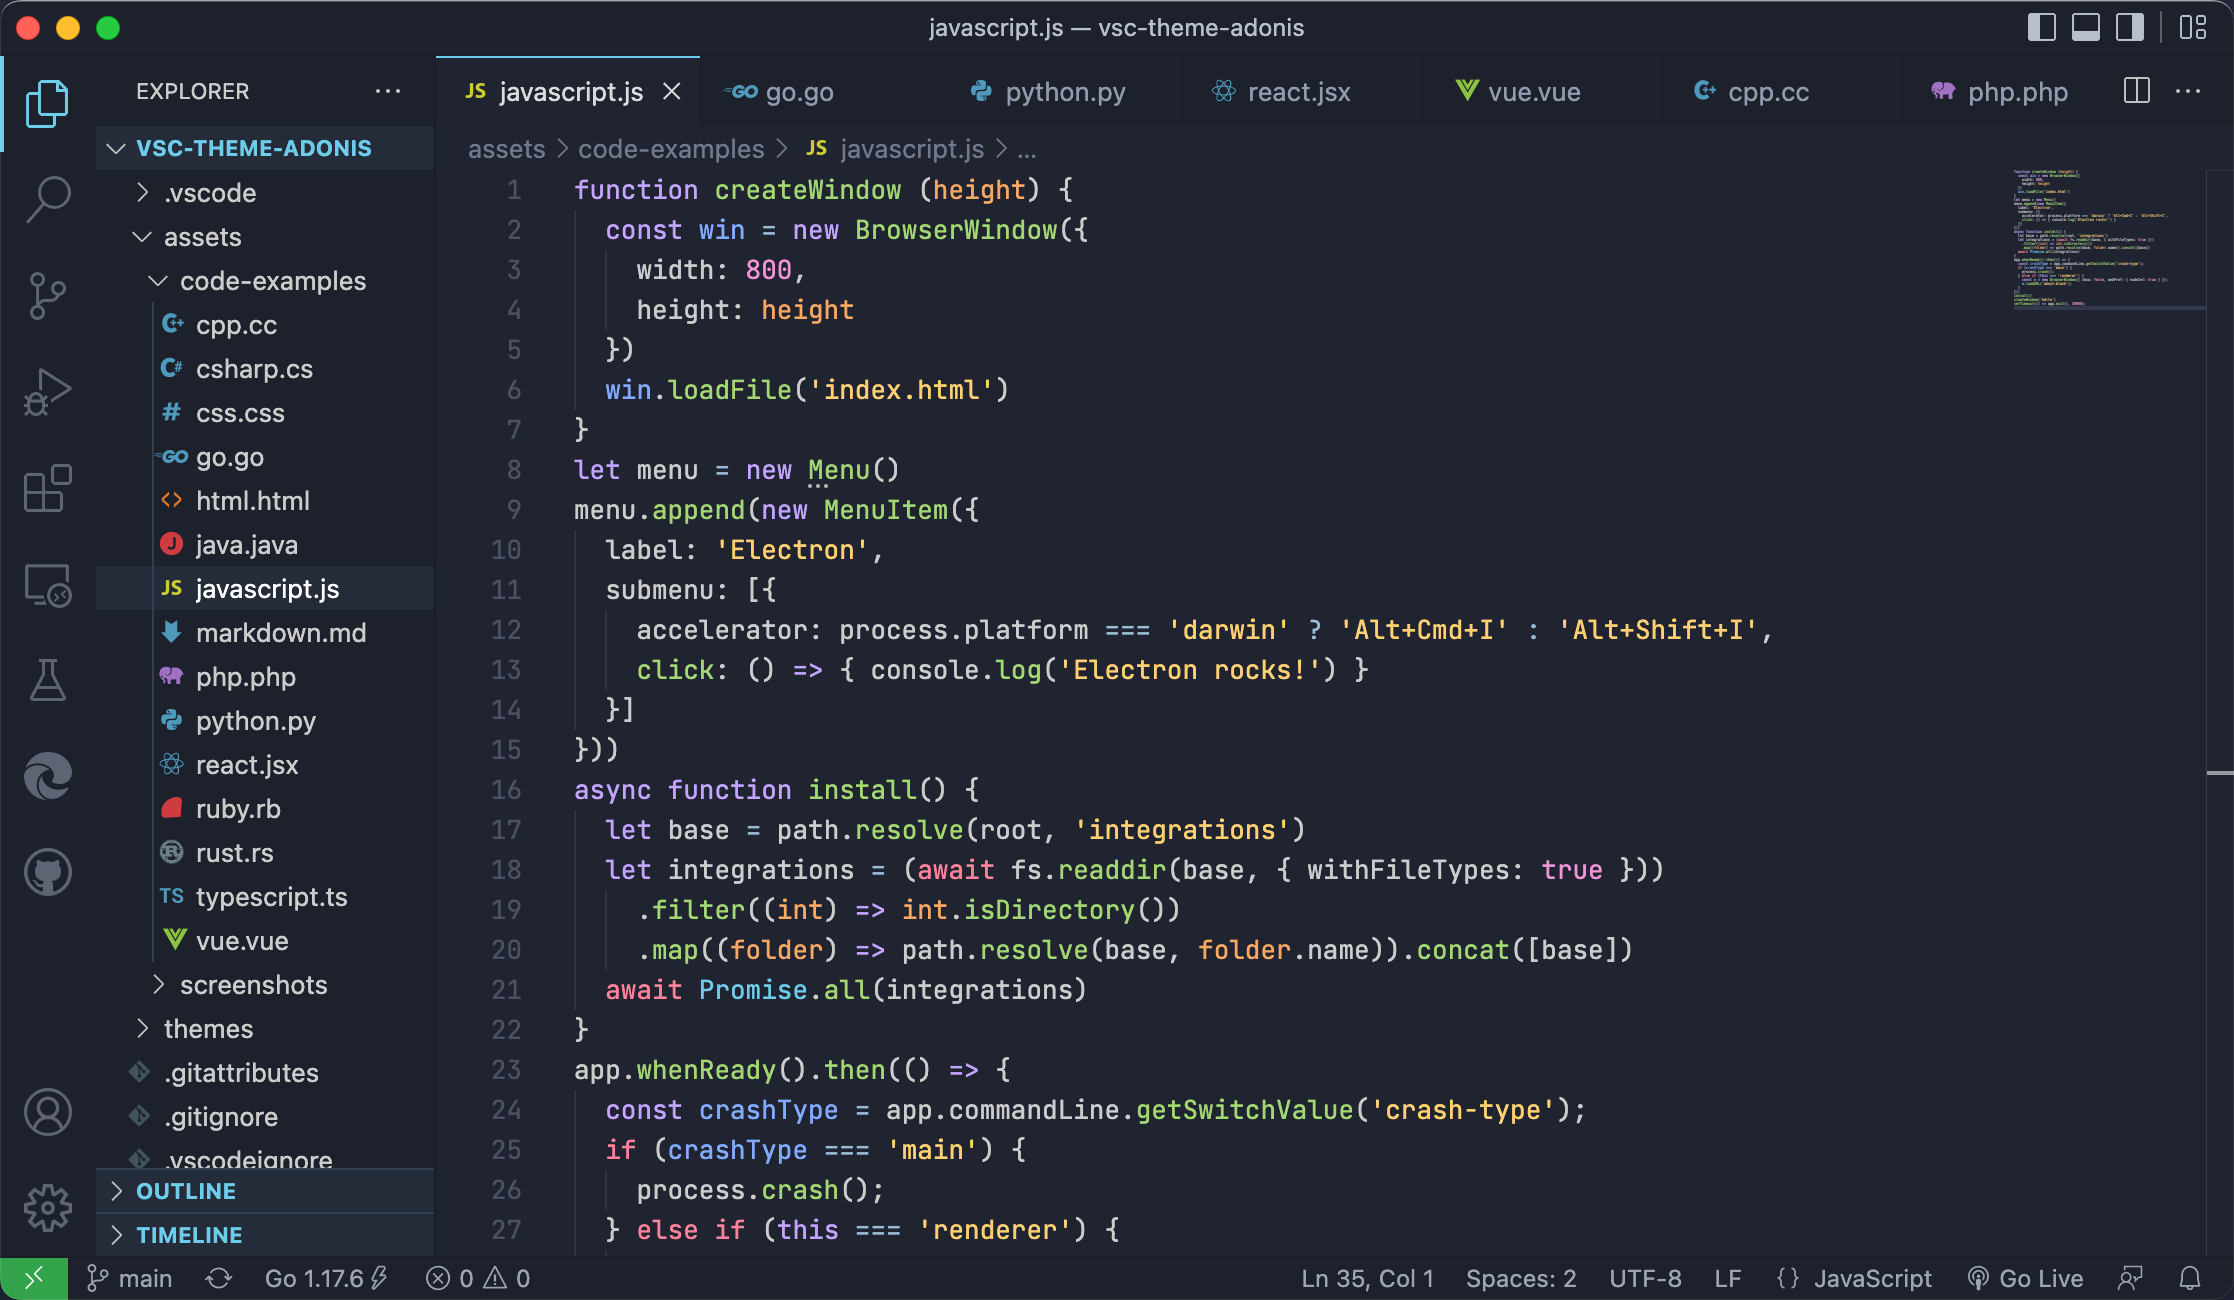 javascript.js — vsc-theme-adonis
EXPLORER
VSC-THEME-ADONIS
.vscode
assets
code-examples
cpp.cc
csharp.cs
css.css
go.go
html.html
java.java
JS javascript.js
markdown.md
php.php
python.py
react.jsx
ruby.rb
rust.rs
TS typescript.ts
vue.vue
screenshots
themes
.gitattributes
.gitignore
.vscodeignore
OUTLINE
TIMELINE
JS javascript.js GO go.go python.py react.jsx vue.vue cpp.cc php.php
assets > code-examples > JS javascript.js > ...
1 function createWindow (height) {
2 const win = new BrowserWindow({
3 width: 800,
4 height: height
5 })
6 win.loadFile('index.html')
7 }
8 let menu = new Menu()
9 menu.append(new MenuItem({
10 label: 'Electron',
11 submenu: [{
12 accelerator: process.platform === 'darwin' ? 'Alt+Cmd+I' : 'Alt+Shift+I',
13 click: () => { console.log('Electron rocks!') }
14 }]
15 }))
16 async function install() {
17 let base = path.resolve(root, 'integrations')
18 let integrations = (await fs.readdir(base, { withFileTypes: true }))
19 .filter((int) => int.isDirectory())
20 .map((folder) => path.resolve(base, folder.name)).concat([base])
21 await Promise.all(integrations)
22 }
23 app.whenReady().then(() => {
24 const crashType = app.commandLine.getSwitchValue('crash-type');
25 if (crashType === 'main') {
26 process.crash();
27 } else if (this === 'renderer') {
main Go 1.17.6 0 0 Ln 35, Col 1 Spaces: 2 UTF-8 LF {} JavaScript Go Live